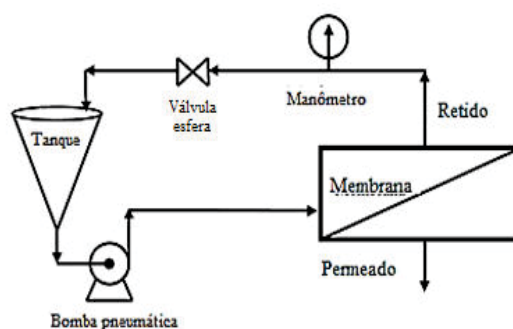 Válvula
esfera
Manômetro
Retido
Tanque
Membrana
Permeado
Bomba pneumática